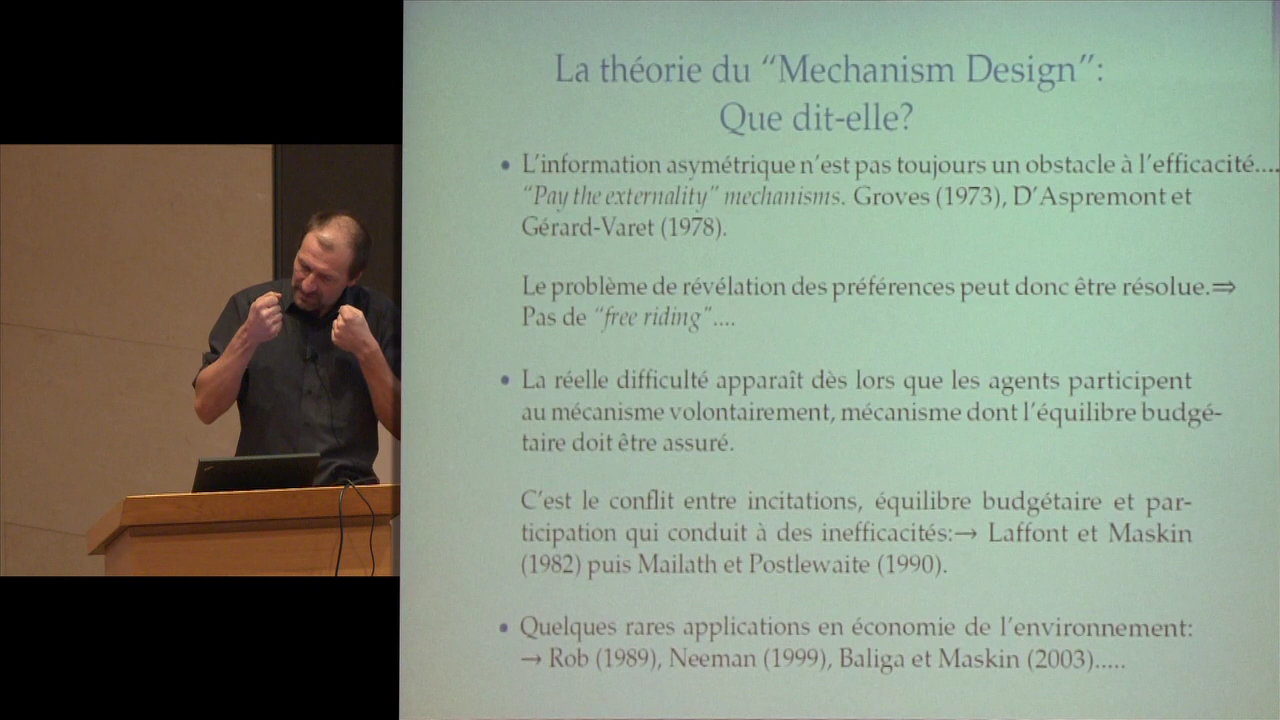 La théorie du “Mechanism Design”:
Que dit-elle?
• L’information asymétrique n’est pas toujours un obstacle à l’efficacité....
“Pay the externality” mechanisms. Groves (1973), D’Aspremont et
Gérard-Varet (1978).
Le problème de révélation des préférences peut donc être résolue.⇒
Pas de “free riding”....
• La réelle difficulté apparaît dès lors que les agents participent
au mécanisme volontairement, mécanisme dont l’équilibre budgé-
taire doit être assuré.
C’est le conflit entre incitations, équilibre budgétaire et par-
ticipation qui conduit à des inefficacités:→ Laffont et Maskin
(1982) puis Mailath et Postlewaite (1990).
• Quelques rares applications en économie de l’environnement:
→ Rob (1989), Neeman (1999), Baliga et Maskin (2003).....